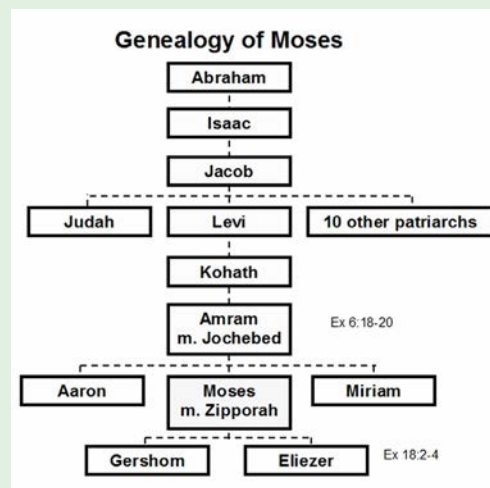 Genealogy of Moses
Abraham
Isaac
Jacob
Judah
Levi
10 other patriarchs
Kohath
Amram
m. Jochebed
Ex 6:18-20
Aaron
Moses
m. Zipporah
Miriam
Gershom
Eliezer
Ex 18:2-4